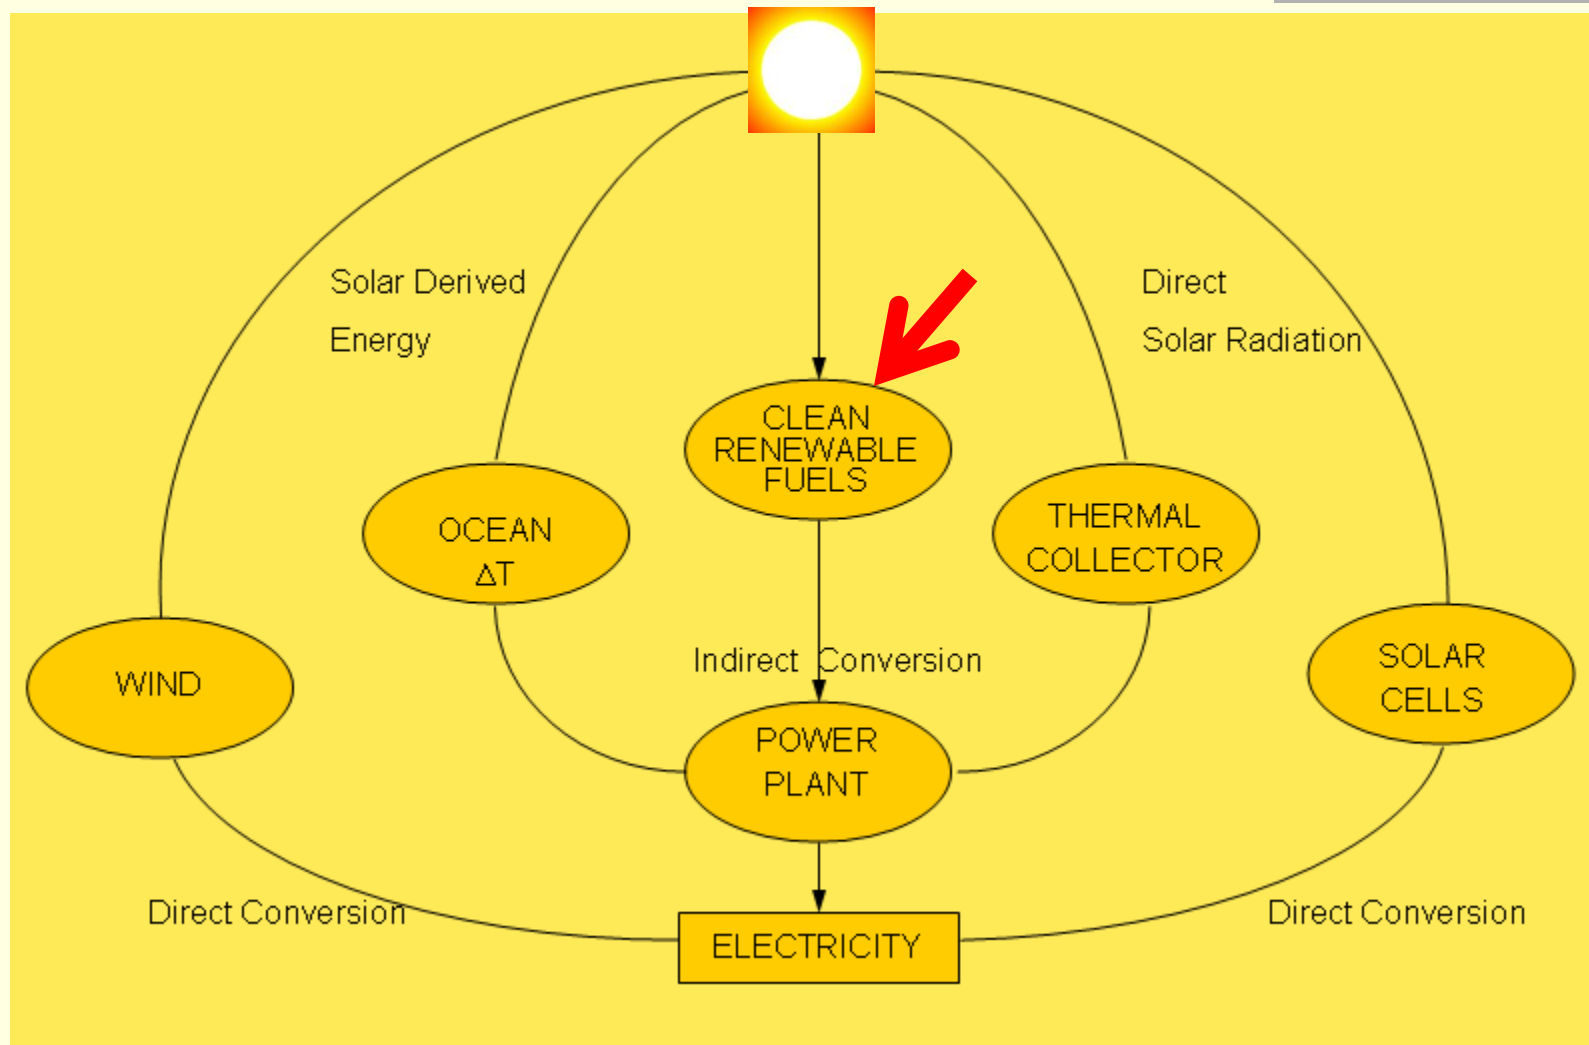 Solar Derived
Energy
Direct
Solar Radiation
CLEAN
RENEWABLE
FUELS
OCEAN
ΔT
THERMAL
COLLECTOR
WIND
Indirect Conversion
SOLAR
CELLS
POWER
PLANT
Direct Conversion
Direct Conversion
ELECTRICITY